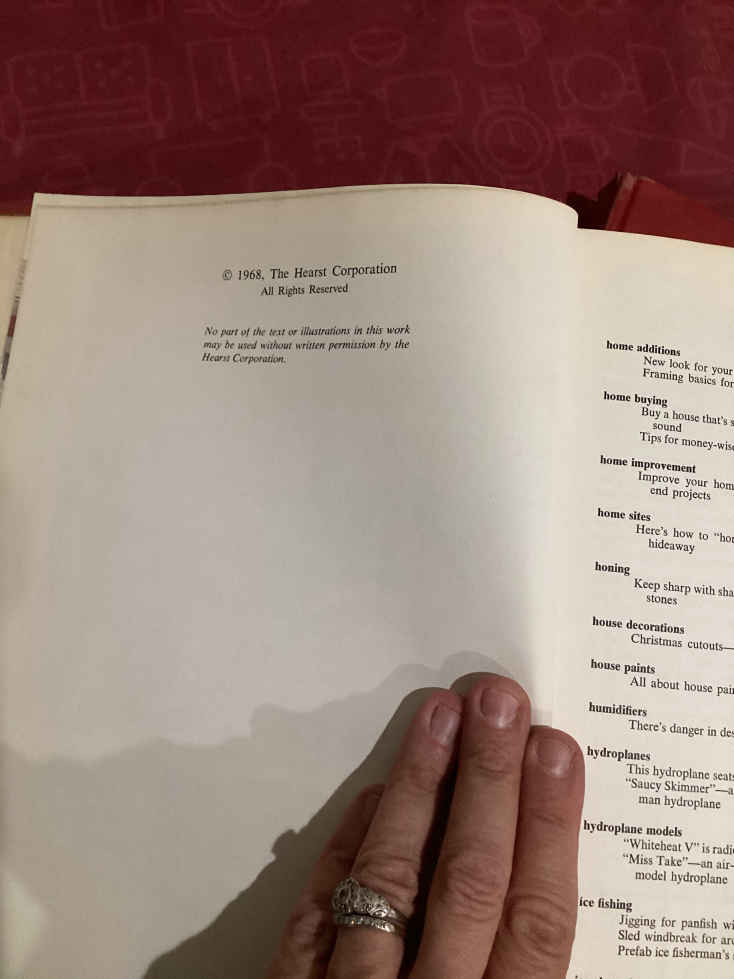 © 1968, The Hearst Corporation
All Rights Reserved
No part of the text or illustrations in this work
may be used without written permission by the
Hearst Corporation.
home additions
New look for your
Framing basics for
home buying
Buy a house that's
sound
Tips for
home improvement
Improve your
end projects
home sites
Here's how to
hideaway
honing
Keep sharp with
stones
house decorations
Christmas cutouts—
house paints
All about house
humidifiers
There's danger in
hydroplanes
This hydroplane seats
"Saucy Skimmer"—a
man hydroplane
hydroplane models
"Whiteheat V" is
"Miss Take"—an air-
model hydroplane
ice fishing
Jigging for panfish
Sled windbreak for
Prefab ice fisherman's